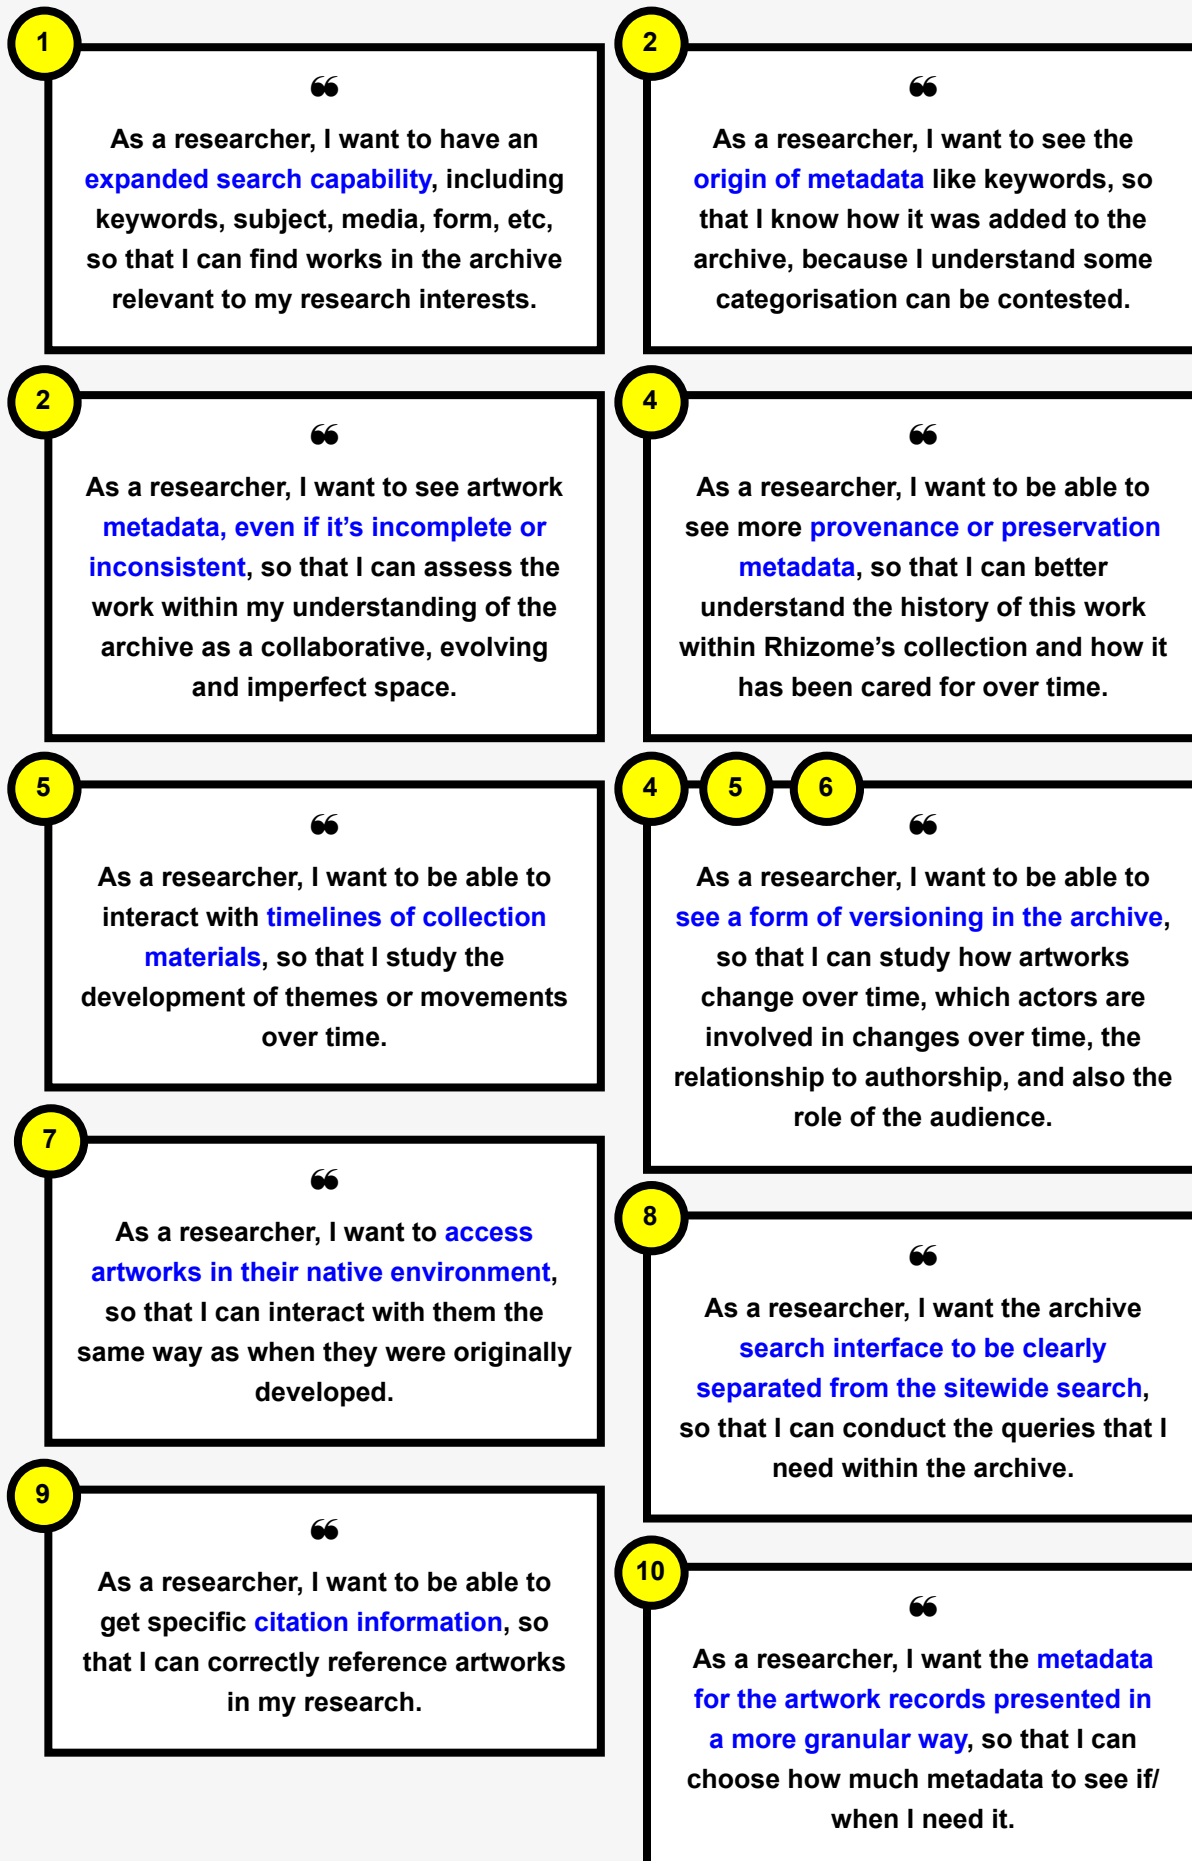 1
❝
As a researcher, I want to have an
expanded search capability, including
keywords, subject, media, form, etc,
so that I can find works in the archive
relevant to my research interests.
2
❝
As a researcher, I want to see the
origin of metadata like keywords, so
that I know how it was added to the
archive, because I understand some
categorisation can be contested.
2
❝
As a researcher, I want to see artwork
metadata, even if it’s incomplete or
inconsistent, so that I can assess the
work within my understanding of the
archive as a collaborative, evolving
and imperfect space.
4
❝
As a researcher, I want to be able to
see more provenance or preservation
metadata, so that I can better
understand the history of this work
within Rhizome’s collection and how it
has been cared for over time.
5
❝
As a researcher, I want to be able to
interact with timelines of collection
materials, so that I study the
development of themes or movements
over time.
4 5 6
❝
As a researcher, I want to be able to
see a form of versioning in the archive,
so that I can study how artworks
change over time, which actors are
involved in changes over time, the
relationship to authorship, and also the
role of the audience.
7
❝
As a researcher, I want to access
artworks in their native environment,
so that I can interact with them the
same way as when they were originally
developed.
8
❝
As a researcher, I want the archive
search interface to be clearly
separated from the sitewide search,
so that I can conduct the queries that I
need within the archive.
9
❝
As a researcher, I want to be able to
get specific citation information, so
that I can correctly reference artworks
in my research.
10
❝
As a researcher, I want the metadata
for the artwork records presented in
a more granular way, so that I can
choose how much metadata to see if/
when I need it.